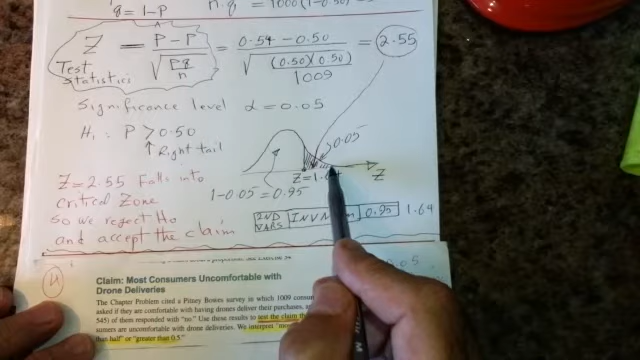 q = 1-P
n.q = 1000(1-0.50)
Z = P̂ - P / √(pq/n) = 0.54 - 0.50 / √((0.50)(0.50)/1009) = 2.55
Test
Statistics
Significance level α = 0.05
H1: P > 0.50
Right tail
0.05
Z = 1.64
Z
Z = 2.55 Falls into
critical Zone
1-0.05 = 0.95
so we reject Ho
and accept the claim
2ND VARS INVN 0.95 1.64
4
Claim: Most Consumers Uncomfortable with
Drone Deliveries
The Chapter Problem cited a Pitney Bowes survey in which 1009 consum
asked if they are comfortable with having drones deliver their purchases, a
545) of them responded with "no." Use these results to test the claim th
sumers are uncomfortable with drone deliveries. We interpret
than half" or "greater than 0.5."
0.05